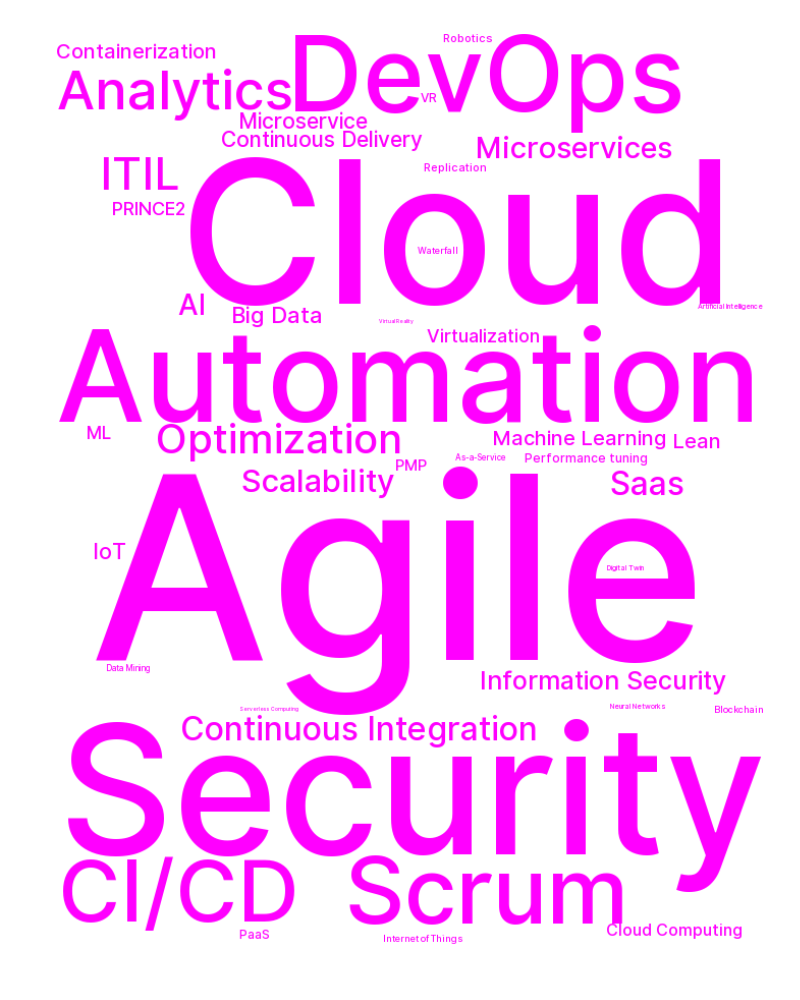 Robotics
Containerization
DevOps
Analytics
VR
Microservice
Continuous Delivery
Microservices
ITIL
Replication
PRINCE2
Cloud
Waterfall
AI
Big Data
Artificial Intelligence
Virtual Reality
Virtualization
Automation
ML
Optimization
Machine Learning
Lean
As-a-Service
Performance tuning
PMP
Scalability
Saas
Agile
IoT
Digital Twin
Data Mining
Information Security
Serverless Computing
Neural Networks
Blockchain
Continuous Integration
Security
CI/CD
Scrum
Cloud Computing
PaaS
Internet of Things